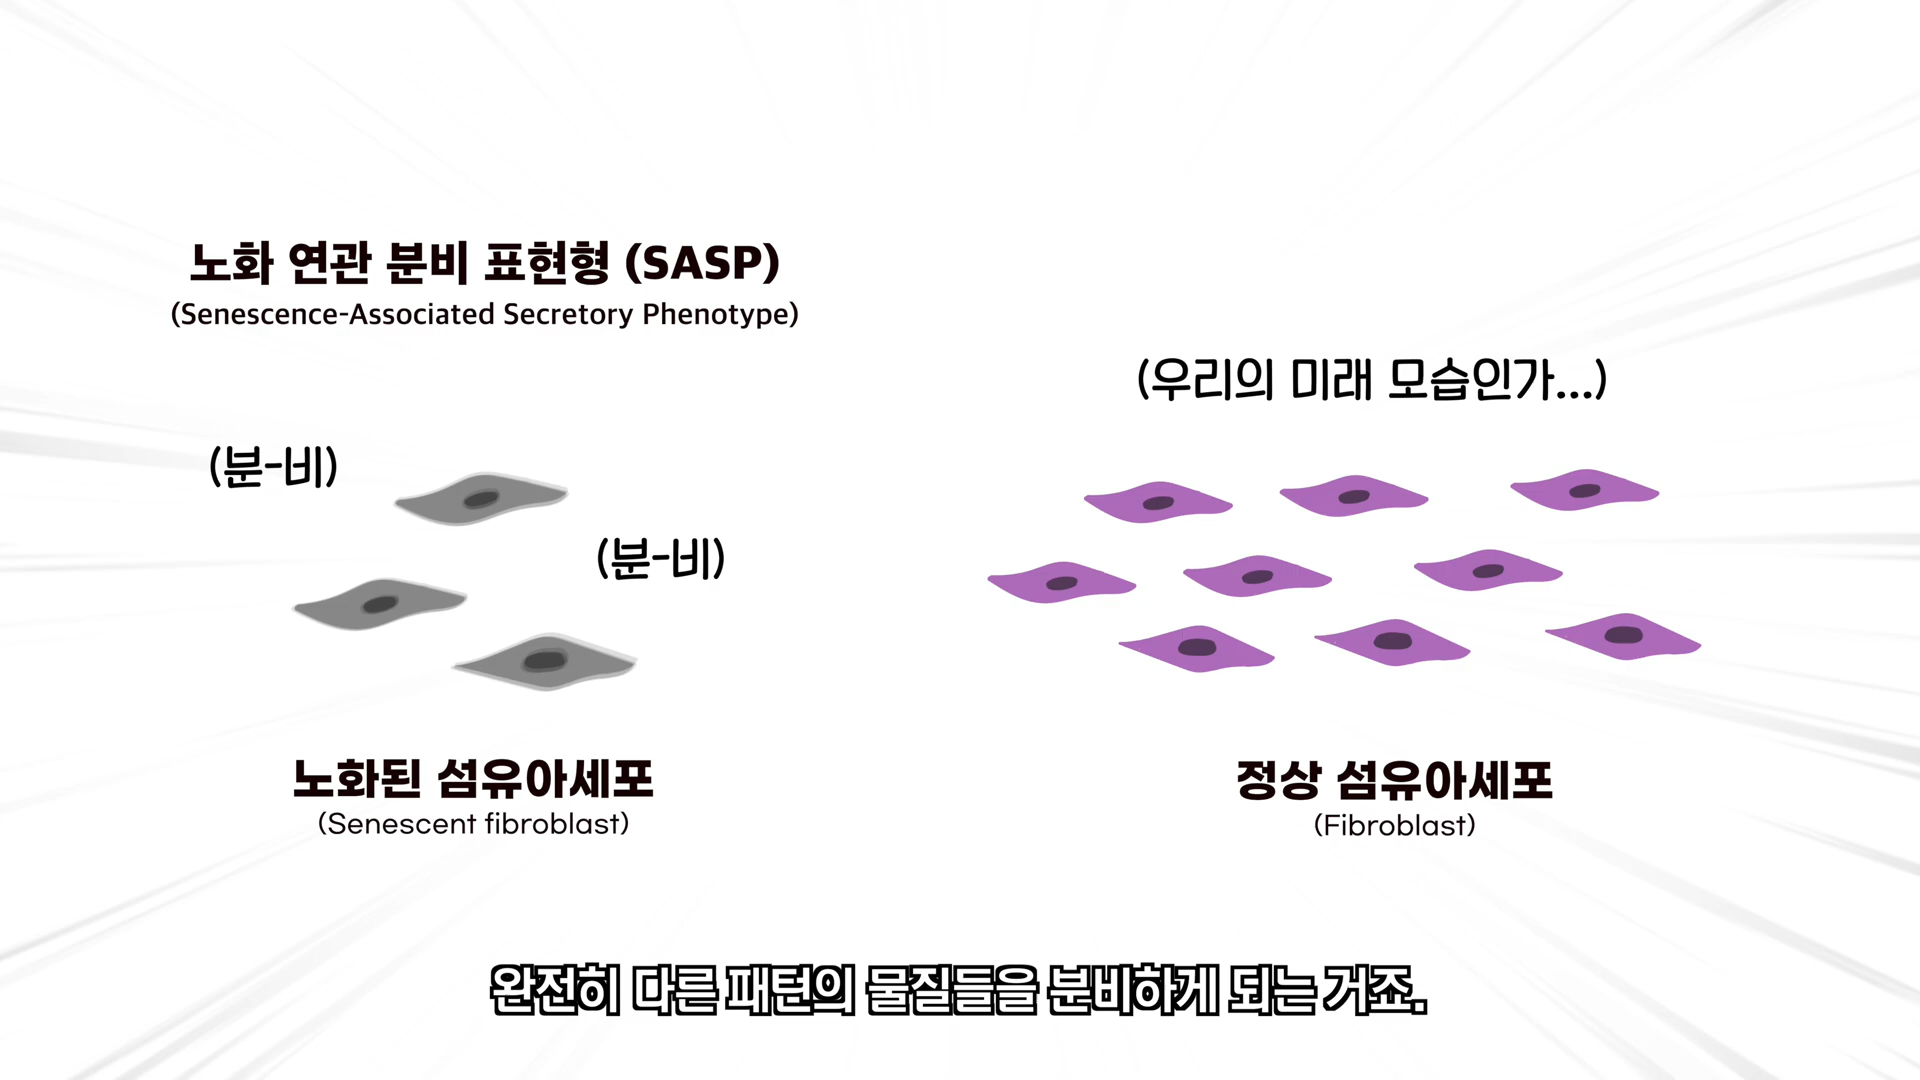 노화 연관 분비 표현형 (SASP)
(Senescence-Associated Secretory Phenotype)
(우리의 미래 모습인가...)
(분-비)
(분-비)
노화된 섬유아세포
(Senescent fibroblast)
정상 섬유아세포
(Fibroblast)
완전히 다른 패턴의 물질들을 분비하게 되는 거죠.